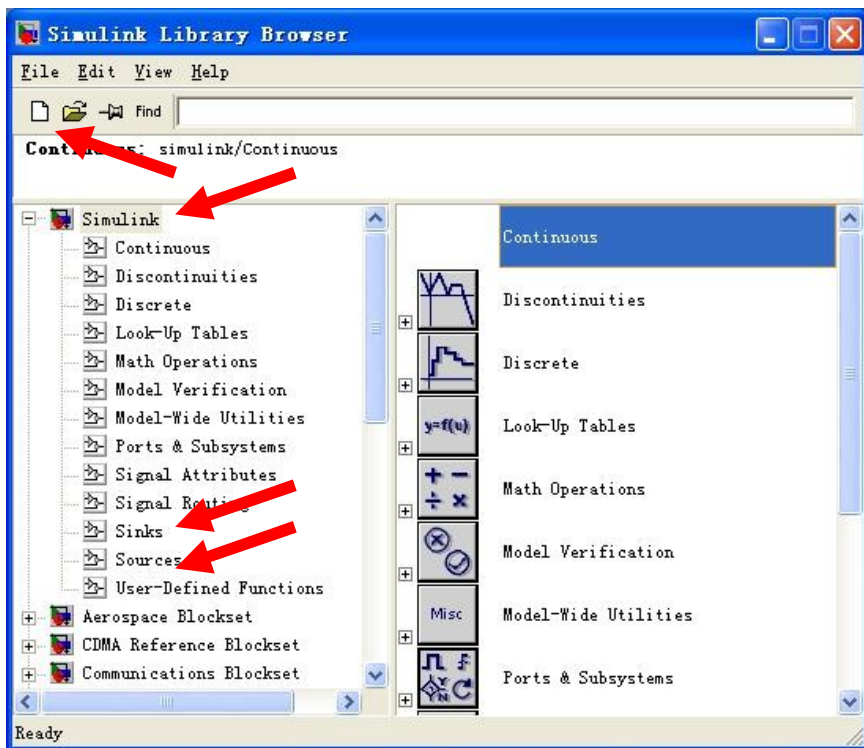 Simulink Library Browser
File Edit View Help
Find
simulink/Continuous
Simulink
Continuous
Discontinuities
Discrete
Look-Up Tables
Math Operations
Model Verification
Model-Wide Utilities
Ports & Subsystems
Signal Attributes
Signal Routing
Sinks
Sources
User-Defined Functions
Aerospace Blockset
CDMA Reference Blockset
Communications Blockset
Continuous
Discontinuities
Discrete
y=f(u)
Look-Up Tables
Math Operations
Model Verification
Misc
Model-Wide Utilities
Y
N
Ports & Subsystems
Ready